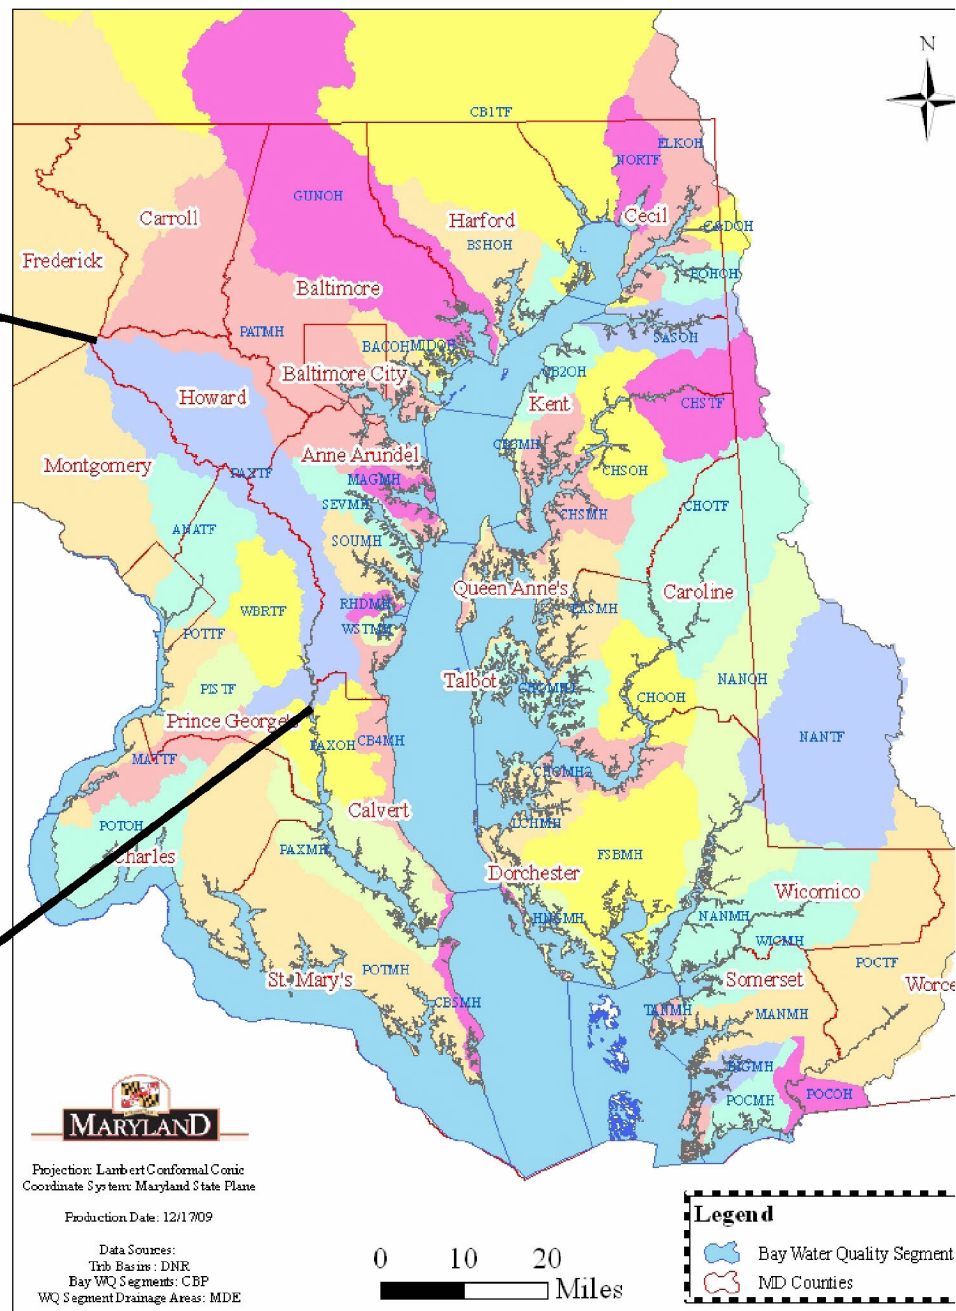 N
CB1TF
ELKOH
NORTF
GUNOH
Carroll
Harford
Cecil
C&DOH
BSHOH
Frederick
BOHOH
Baltimore
PATMH
SASOH
BACOH
MIDOH
Baltimore City
CB2OH
Howard
Kent
CHSTF
Anne Arundel
Montgomery
PAXTF
CHSOH
MAGMH
SEVMH
CHOTF
CHSMH
ANATF
SOUMH
Queen Anne's
Caroline
RHDMH
WBRTF
EASMH
WSTMH
POTTF
Talbot
NANOH
PISTF
CHOMH1
CHOOH
Prince George's
NANTF
PAXOH
CB4MH
MATTF
CHOMH2
Calvert
LCHMH
POTOH
Charles
PAXMH
FSBMH
Dorchester
Wicomico
HNGMH
NANMH
WICMH
POCTF
St. Mary's
POTMH
Somerset
Worce
CB5MH
TANMH
MANMH
BIGMH
POCOH
POCMH
MARYLAND
Projection: Lambert Conformal Conic
Coordinate System: Maryland State Plane
Production Date: 12/17/09
Data Sources:
Trib Basins : DNR
Bay WQ Segments: CBP
WQ Segment Drainage Areas: MDE
0 10 20
Miles
Legend
Bay Water Quality Segment
MD Counties